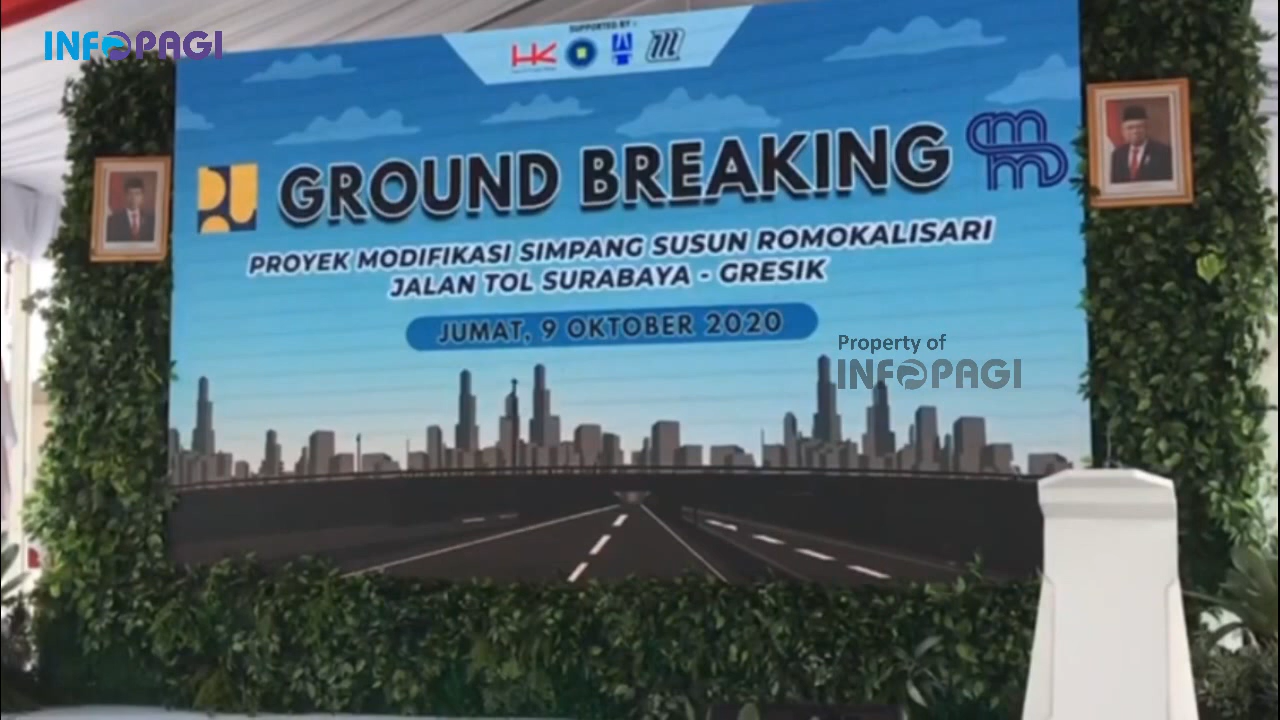 INFOPAGI
SUPPORTED BY :
HK
GROUND BREAKING
PROYEK MODIFIKASI SIMPANG SUSUN ROMOKALISARI
JALAN TOL SURABAYA - GRESIK
JUMAT, 9 OKTOBER 2020
Property of
INFOPAGI